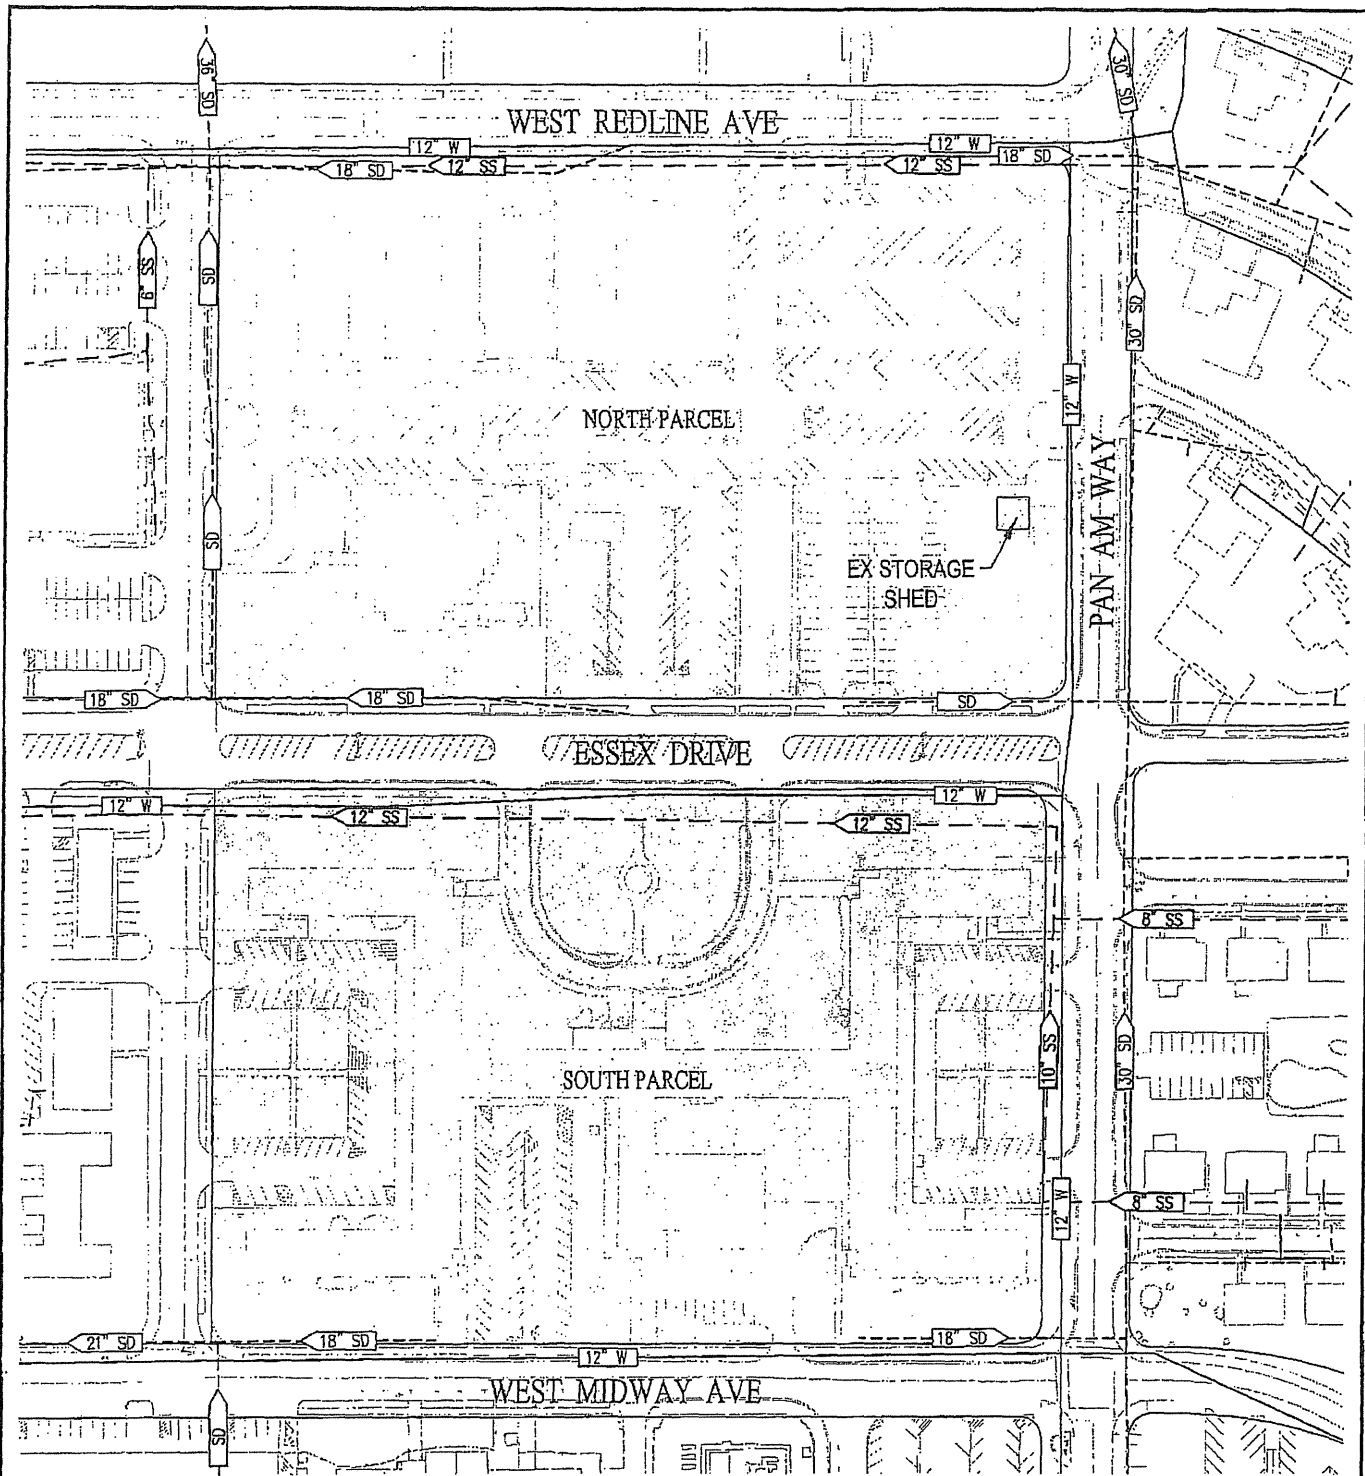 36" SD
30" SD
WEST REDLINE AVE
12" W
12" W
18" SD
12" SS
12" SS
18" SD
6" SS
SD
30" SD
12" W
NORTH PARCEL
PAN AM WAY
SD
EX STORAGE
SHED
18" SD
18" SD
SD
ESSEX DRIVE
12" W
12" W
12" SS
12" SS
8" SS
10" SS
30" SD
SOUTH PARCEL
12" W
8" SS
21" SD
18" SD
18" SD
12" W
WEST MIDWAY AVE
SD